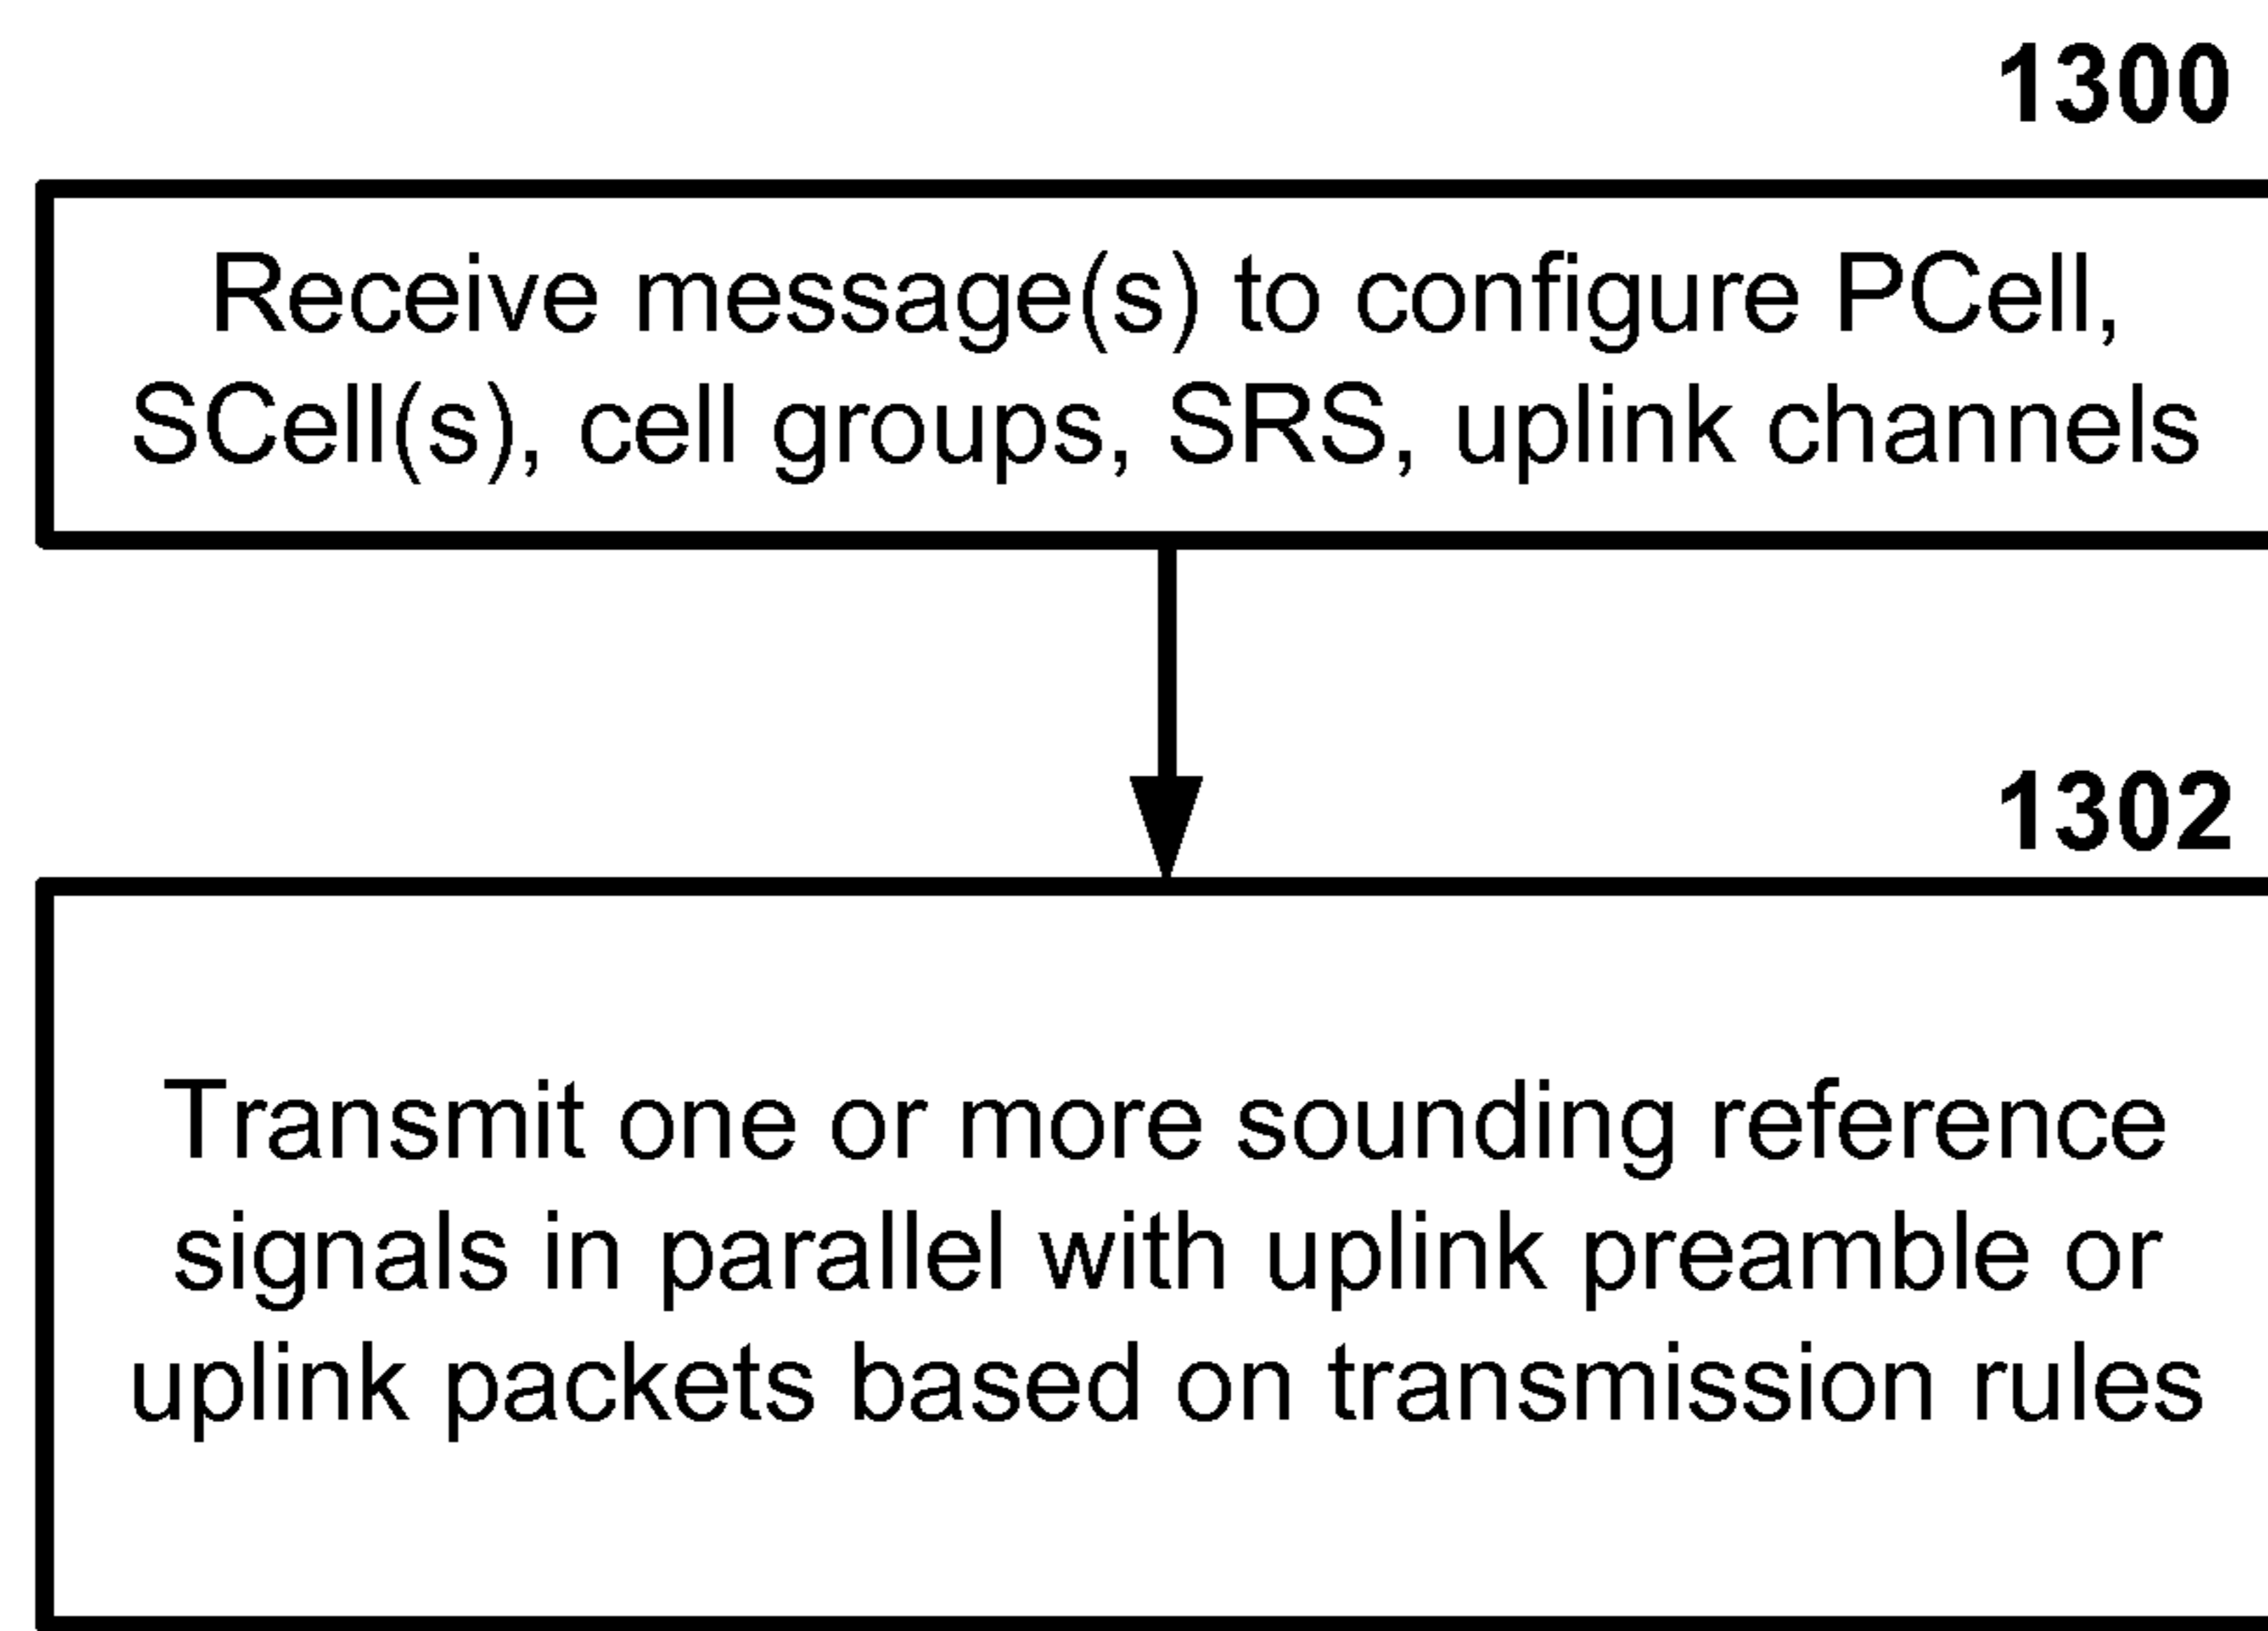 1300
Receive message(s) to configure PCell,
SCell(s), cell groups, SRS, uplink channels
1302
Transmit one or more sounding reference
signals in parallel with uplink preamble or
uplink packets based on transmission rules